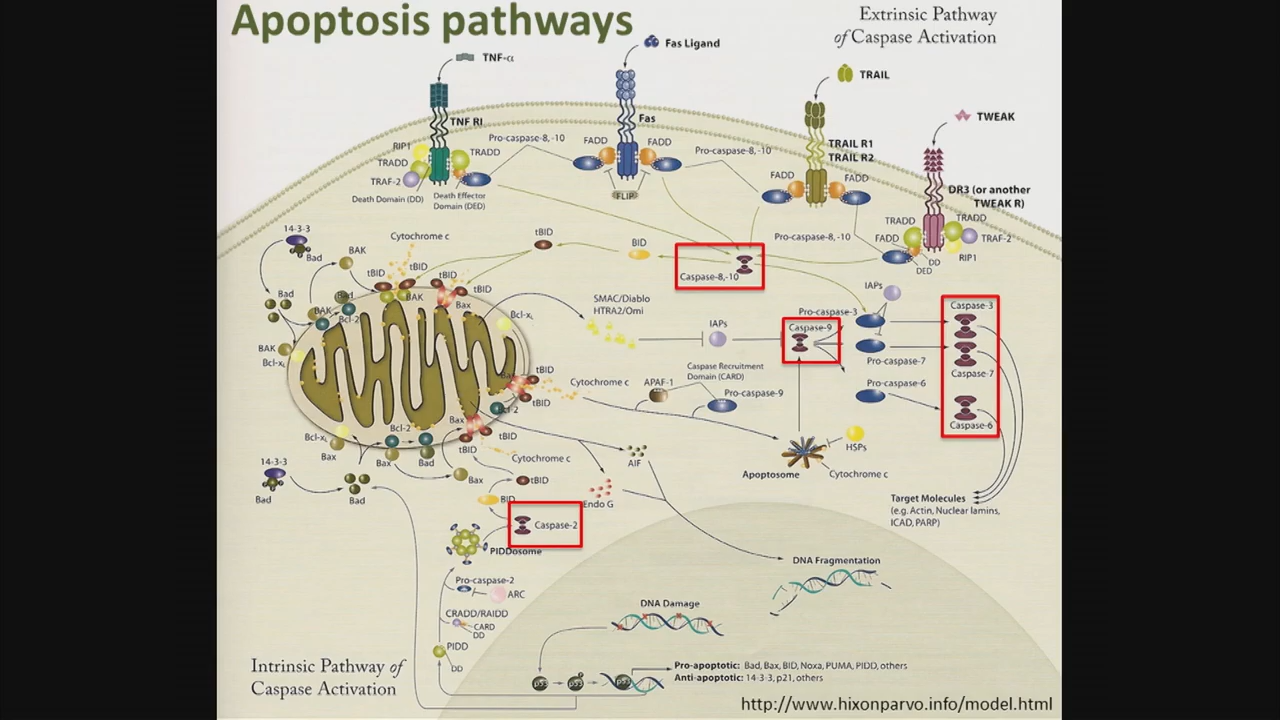 Apoptosis pathways
Extrinsic Pathway
of Caspase Activation
TNF-α
Fas Ligand
TRAIL
TWEAK
TNF RI
Fas
TRAIL R1
TRAIL R2
DR3 (or another
TWEAK R)
RIP1
TRADD
TRAF-2
TRADD
Death Domain (DD)
Death Effector
Domain (DED)
Pro-caspase-8, -10
FADD
FADD
FLIP
Pro-caspase-8, -10
FADD
FADD
Pro-caspase-8, -10
TRADD
FADD
TRADD
TRAF-2
RIP1
DD
DED
14-3-3
Bad
BAK
Cytochrome c
tBID
tBID
tBID
BAK
Bax
tBID
BID
Caspase-8,-10
IAPs
Bad
Bad
BAK
Bcl-2
BAK
Bcl-xL
Bcl-xL
SMAC/Diablo
HTRA2/Omi
IAPs
Pro-caspase-3
Caspase-9
Pro-caspase-7
Pro-caspase-6
Caspase-3
Caspase-7
Caspase-6
Caspase Recruitment
Domain (CARD)
Bax
tBID
tBID
Bcl-2
Cytochrome c
APAF-1
Pro-caspase-9
Bcl-xL
Bax
Bcl-2
Bax
Bad
Bax
tBID
tBID
Cytochrome c
AIF
Apoptosome
HSPs
Cytochrome c
14-3-3
Bad
Bad
Bax
tBID
BID
Endo G
Target Molecules
(e.g. Actin, Nuclear lamins,
ICAD, PARP)
Caspase-2
PIDDosome
DNA Fragmentation
Pro-caspase-2
ARC
CRADD/RAIDD
CARD
DD
PIDD
DD
DNA Damage
p53
p53
p53
Pro-apoptotic: Bad, Bax, BID, Noxa, PUMA, PIDD, others
Anti-apoptotic: 14-3-3, p21, others
Intrinsic Pathway of
Caspase Activation
http://www.hixonparvo.info/model.html